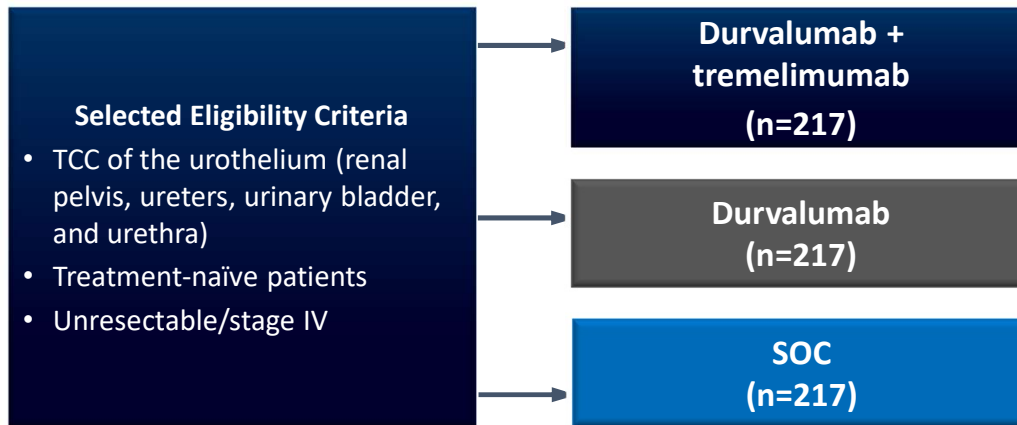 Selected Eligibility Criteria
• TCC of the urothelium (renal
pelvis, ureters, urinary bladder,
and urethra)
• Treatment-naïve patients
• Unresectable/stage IV
Durvalumab +
tremelimumab
(n=217)
Durvalumab
(n=217)
SOC
(n=217)